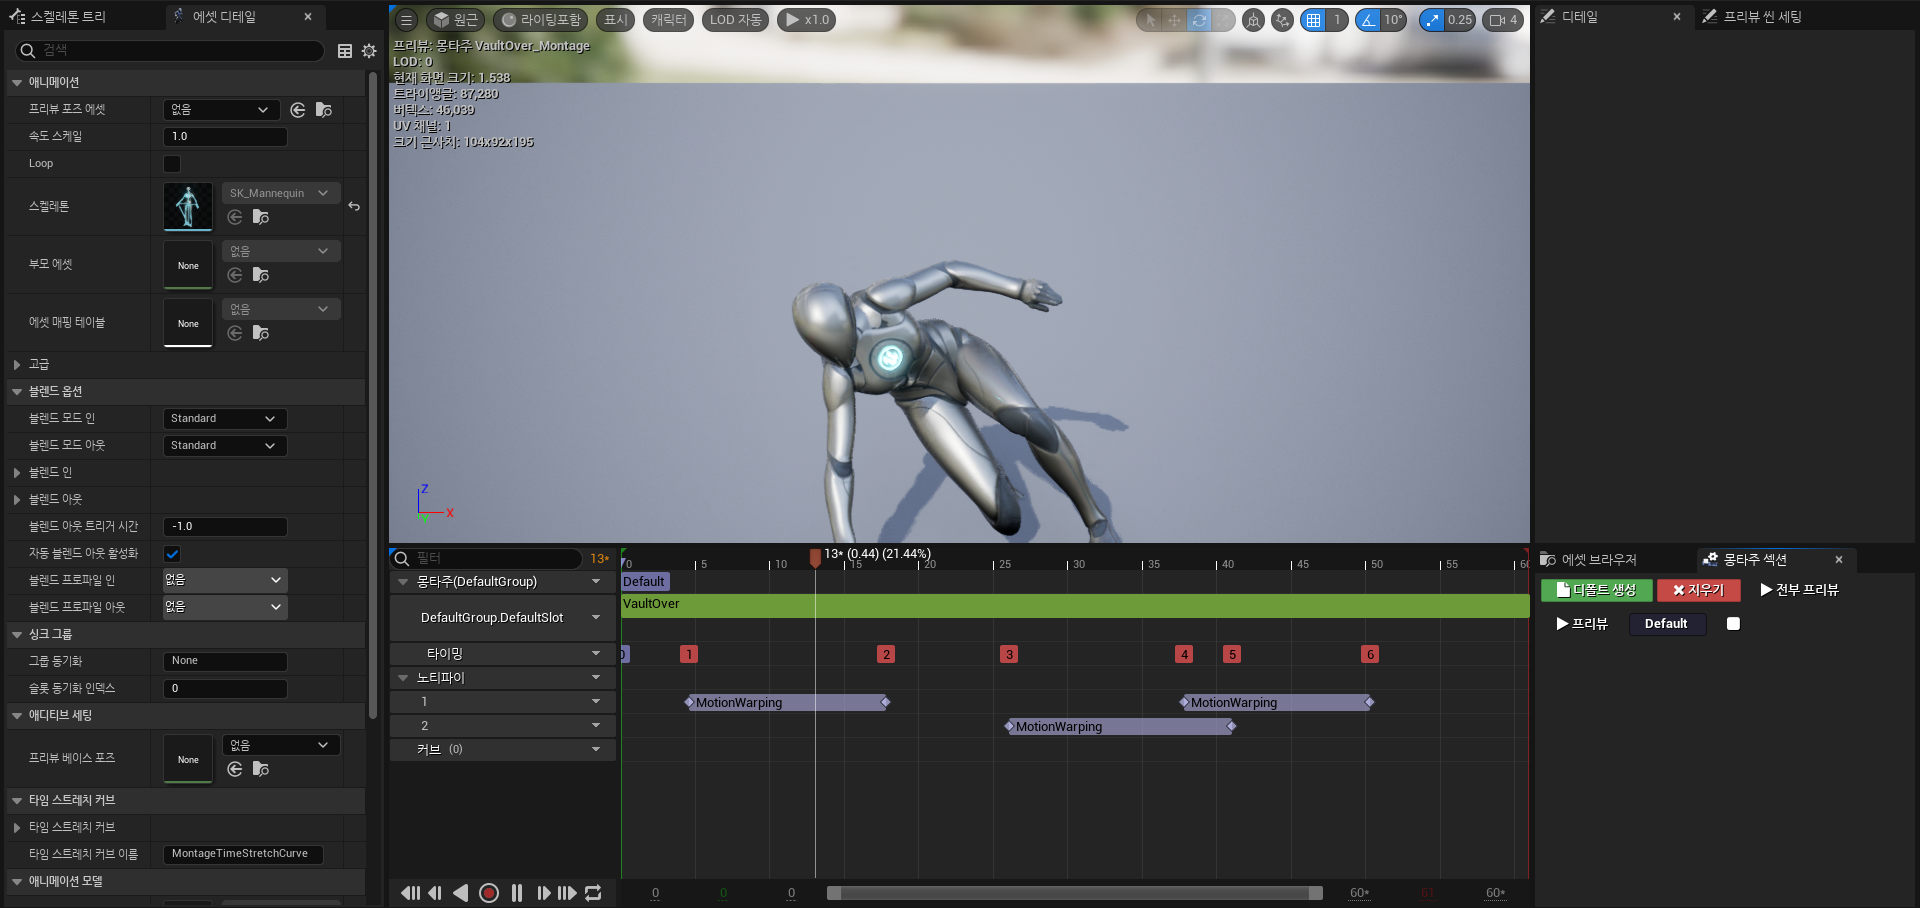 스켈레톤 트리
에셋 디테일
검색
애니메이션
프리뷰 포즈 에셋
없음
속도 스케일
1.0
Loop
스켈레톤
SK_Mannequin
부모 에셋
None
없음
에셋 매핑 테이블
None
없음
고급
블렌드 옵션
블렌드 모드 인
Standard
블렌드 모드 아웃
Standard
블렌드 인
블렌드 아웃
블렌드 아웃 트리거 시간
-1.0
자동 블렌드 아웃 활성화
블렌드 프로파일 인
없음
블렌드 프로파일 아웃
없음
싱크 그룹
그룹 동기화
None
슬롯 동기화 인덱스
0
애디티브 세팅
프리뷰 베이스 포즈
None
없음
타임 스트레치 커브
타임 스트레치 커브
타임 스트레치 커브 이름
MontageTimeStretchCurve
애니메이션 모델
원근
라이팅포함
표시
캐릭터
LOD 자동
x1.0
1
10°
0.25
4
프리뷰: 몽타주 VaultOver_Montage
LOD: 0
현재 화면 크기: 1.538
트라이앵글: 87,280
버텍스: 46,039
UV 채널: 1
크기 근사치: 104x92x195
Z
X
Y
필터
13*
13* (0.44) (21.44%)
0 5 10 15 20 25 30 35 40 45 50 55 60
몽타주(DefaultGroup)
Default
DefaultGroup.DefaultSlot
VaultOver
타이밍
0 1 2 3 4 5 6
노티파이
1
MotionWarping
MotionWarping
2
MotionWarping
커브 (0)
0 0 0 60* 61 60*
디테일
프리뷰 씬 세팅
에셋 브라우저
몽타주 섹션
디폴트 생성
지우기
전부 프리뷰
프리뷰
Default